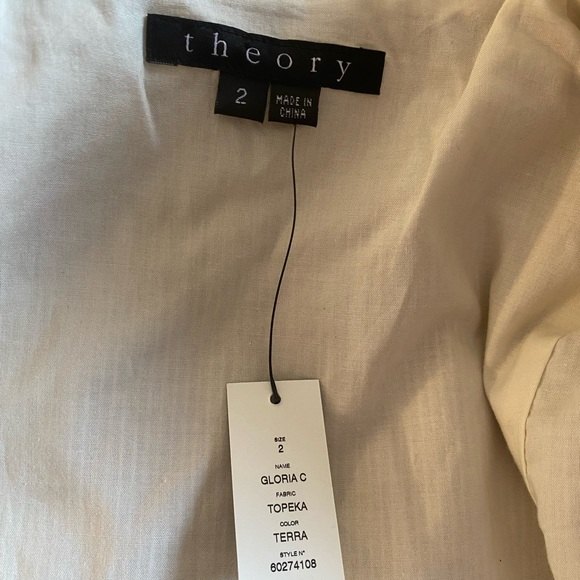 theory
2
MADE IN
CHINA
SIZE
2
NAME
GLORIA C
FABRIC
TOPEKA
COLOR
TERRA
STYLE N°
60274108